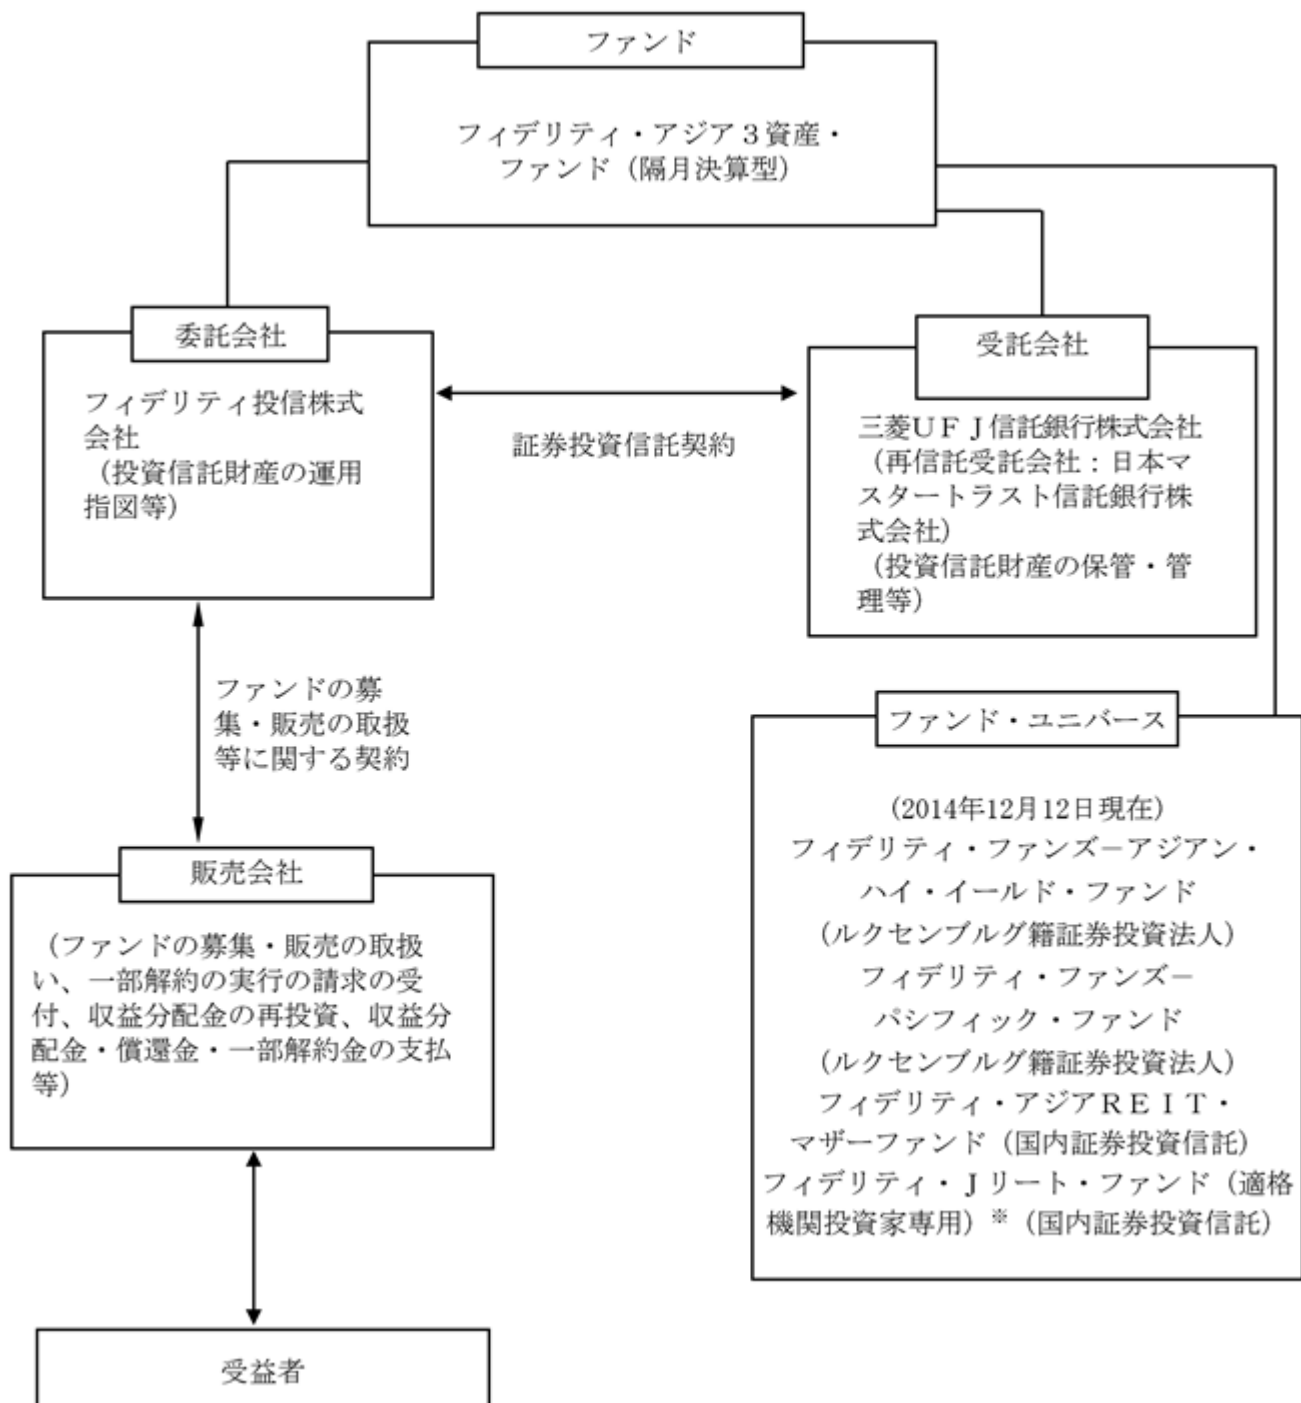 ファンド
フィデリティ・アジア３資産・
ファンド（隔月決算型）
委託会社
フィデリティ投信株式
会社
（投資信託財産の運用
指図等）
証券投資信託契約
受託会社
三菱ＵＦＪ信託銀行株式会社
（再信託受託会社：日本マ
スタートラスト信託銀行株
式会社）
（投資信託財産の保管・管
理等）
ファンドの募
集・販売の取扱
等に関する契約
ファンド・ユニバース
（2014年12月12日現在）
フィデリティ・ファンズ－アジアン・
ハイ・イールド・ファンド
（ルクセンブルグ籍証券投資法人）
フィデリティ・ファンズ－
パシフィック・ファンド
（ルクセンブルグ籍証券投資法人）
フィデリティ・アジアＲＥＩＴ・
マザーファンド（国内証券投資信託）
フィデリティ・Ｊリート・ファンド（適格
機関投資家専用）※（国内証券投資信託）
販売会社
（ファンドの募集・販売の取扱
い、一部解約の実行の請求の受
付、収益分配金の再投資、収益分
配金・償還金・一部解約金の支払
等）
受益者